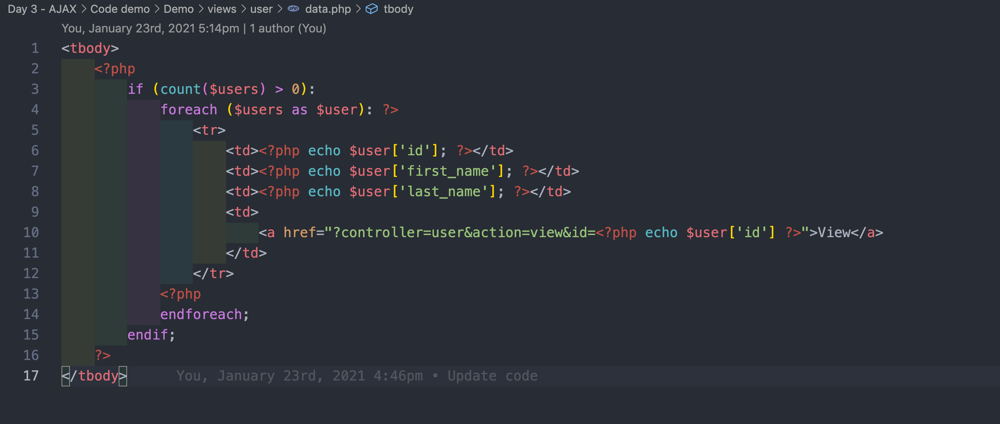 Day 3 - AJAX > Code demo > Demo > views > user > php data.php > tbody
You, January 23rd, 2021 5:14pm | 1 author (You)
1 <tbody>
2 <?php
3 if (count($users) > 0):
4 foreach ($users as $user): ?>
5 <tr>
6 <td><?php echo $user['id']; ?></td>
7 <td><?php echo $user['first_name']; ?></td>
8 <td><?php echo $user['last_name']; ?></td>
9 <td>
10 <a href="?controller=user&action=view&id=<?php echo $user['id'] ?>">View</a>
11 </td>
12 </tr>
13 <?php
14 endforeach;
15 endif;
16 ?>
17 </tbody> You, January 23rd, 2021 4:46pm • Update code